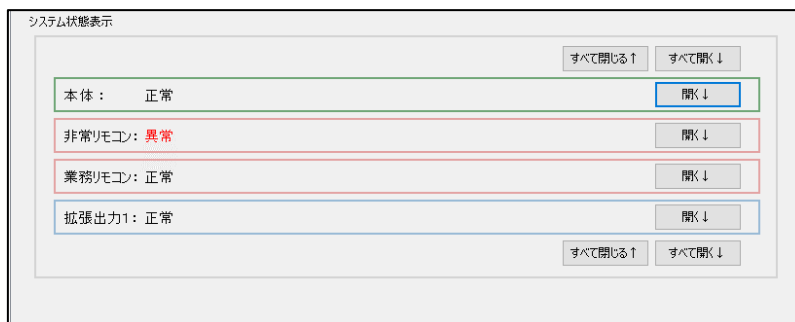 システム状態表示
すべて閉じる↑ すべて開く↓
本体： 正常 開く↓
非常リモコン： 異常 開く↓
業務リモコン： 正常 開く↓
拡張出力1： 正常 開く↓
すべて閉じる↑ すべて開く↓